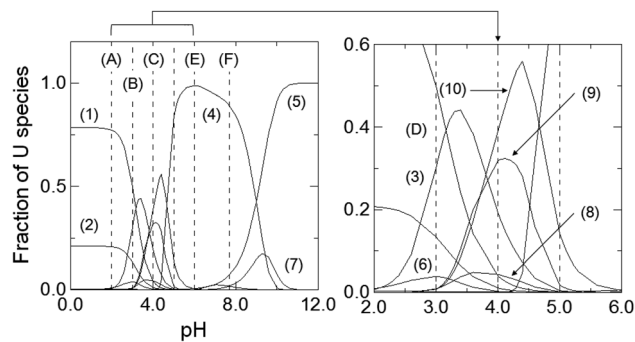 (A) (C) (E) (F)
(B)
(1)
(2)
(4)
(5)
(7)
1.0
0.5
0.0
0.0 4.0 8.0 12.0
Fraction of U species
pH
0.6
0.4
0.2
0.0
2.0 3.0 4.0 5.0 6.0
(10)
(9)
(D)
(3)
(8)
(6)